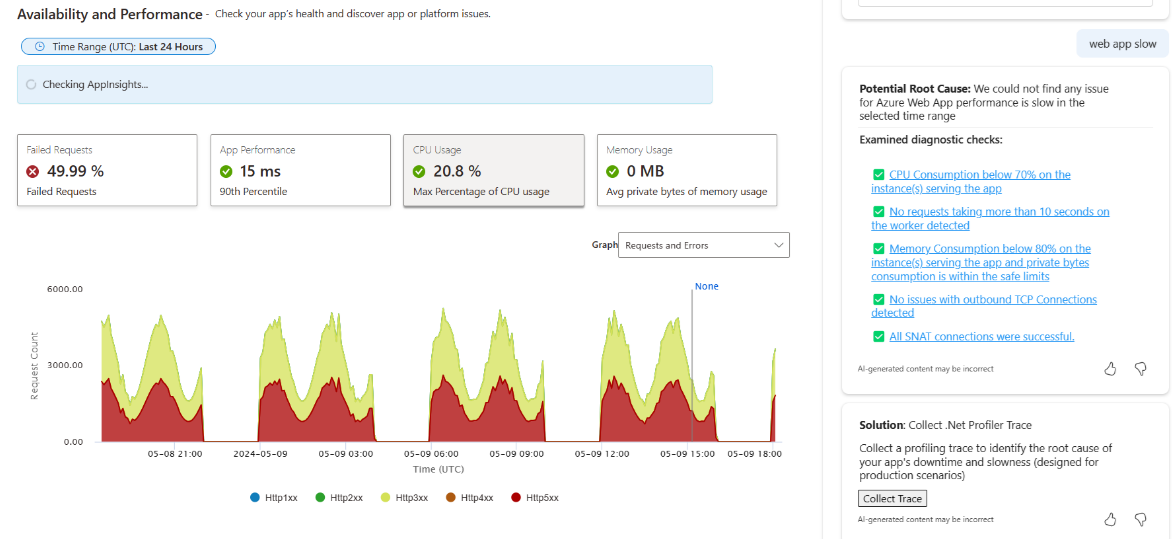 Availability and Performance - Check your app's health and discover app or platform issues.
Time Range (UTC): Last 24 Hours
Checking AppInsights...
Failed Requests
49.99 %
Failed Requests
App Performance
15 ms
90th Percentile
CPU Usage
20.8 %
Max Percentage of CPU usage
Memory Usage
0 MB
Avg private bytes of memory usage
Graph
Requests and Errors
None
6000.00
3000.00
0.00
Request Count
05-08 21:00
2024-05-09
05-09 03:00
05-09 06:00
05-09 09:00
05-09 12:00
05-09 15:00
05-09 18:00
Time (UTC)
Http1xx
Http2xx
Http3xx
Http4xx
Http5xx
web app slow
Potential Root Cause: We could not find any issue
for Azure Web App performance is slow in the
selected time range
Examined diagnostic checks:
CPU Consumption below 70% on the
instance(s) serving the app
No requests taking more than 10 seconds on
the worker detected
Memory Consumption below 80% on the
instance(s) serving the app and private bytes
consumption is within the safe limits
No issues with outbound TCP Connections
detected
All SNAT connections were successful.
AI-generated content may be incorrect
Solution: Collect .Net Profiler Trace
Collect a profiling trace to identify the root cause of
your app's downtime and slowness (designed for
production scenarios)
Collect Trace
AI-generated content may be incorrect